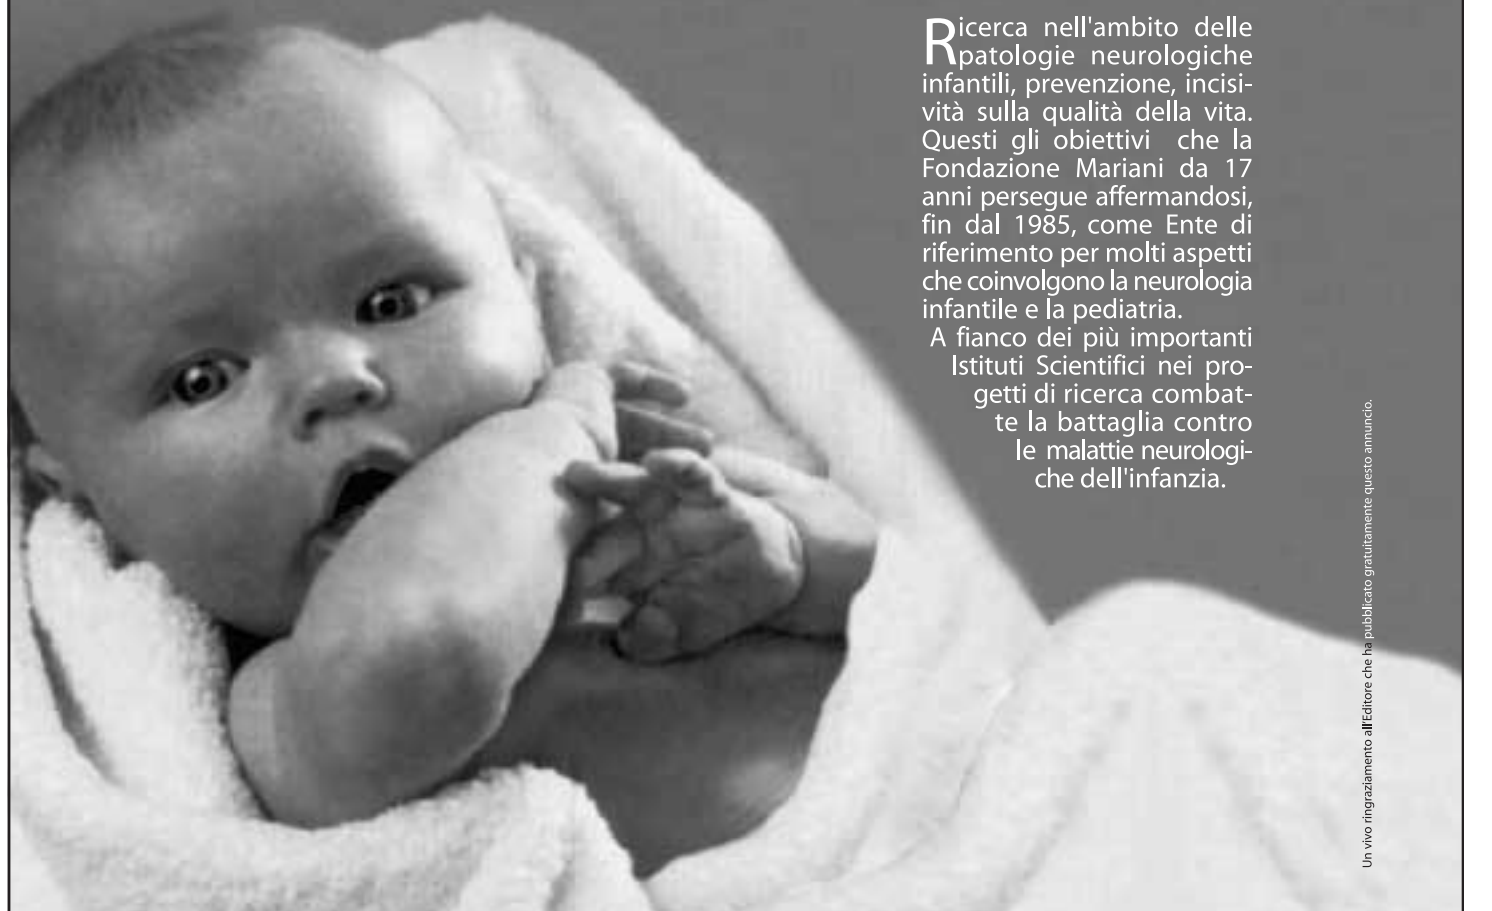 Ricerca nell'ambito delle
patologie neurologiche
infantili, prevenzione, incisi-
vità sulla qualità della vita.
Questi gli obiettivi che la
Fondazione Mariani da 17
anni persegue affermandosi,
fin dal 1985, come Ente di
riferimento per molti aspetti
che coinvolgono la neurologia
infantile e la pediatria.
A fianco dei più importanti
Istituti Scientifici nei pro-
getti di ricerca combat-
te la battaglia contro
le malattie neurologi-
che dell'infanzia.
Un vivo ringraziamento all'Editore che ha pubblicato gratuitamente questo annuncio.